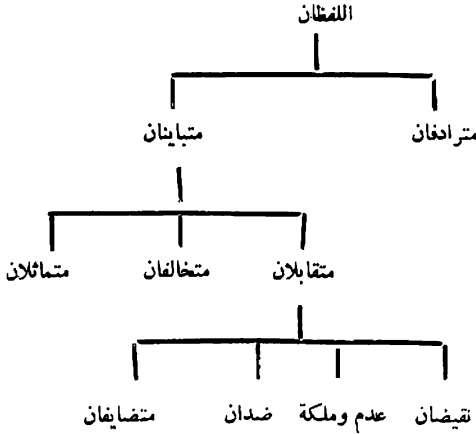 اللفظان
مترادفان متباينان
متقابلان متخالفان متماثلان
نقيضان عدم وملكة ضدان متضايفان